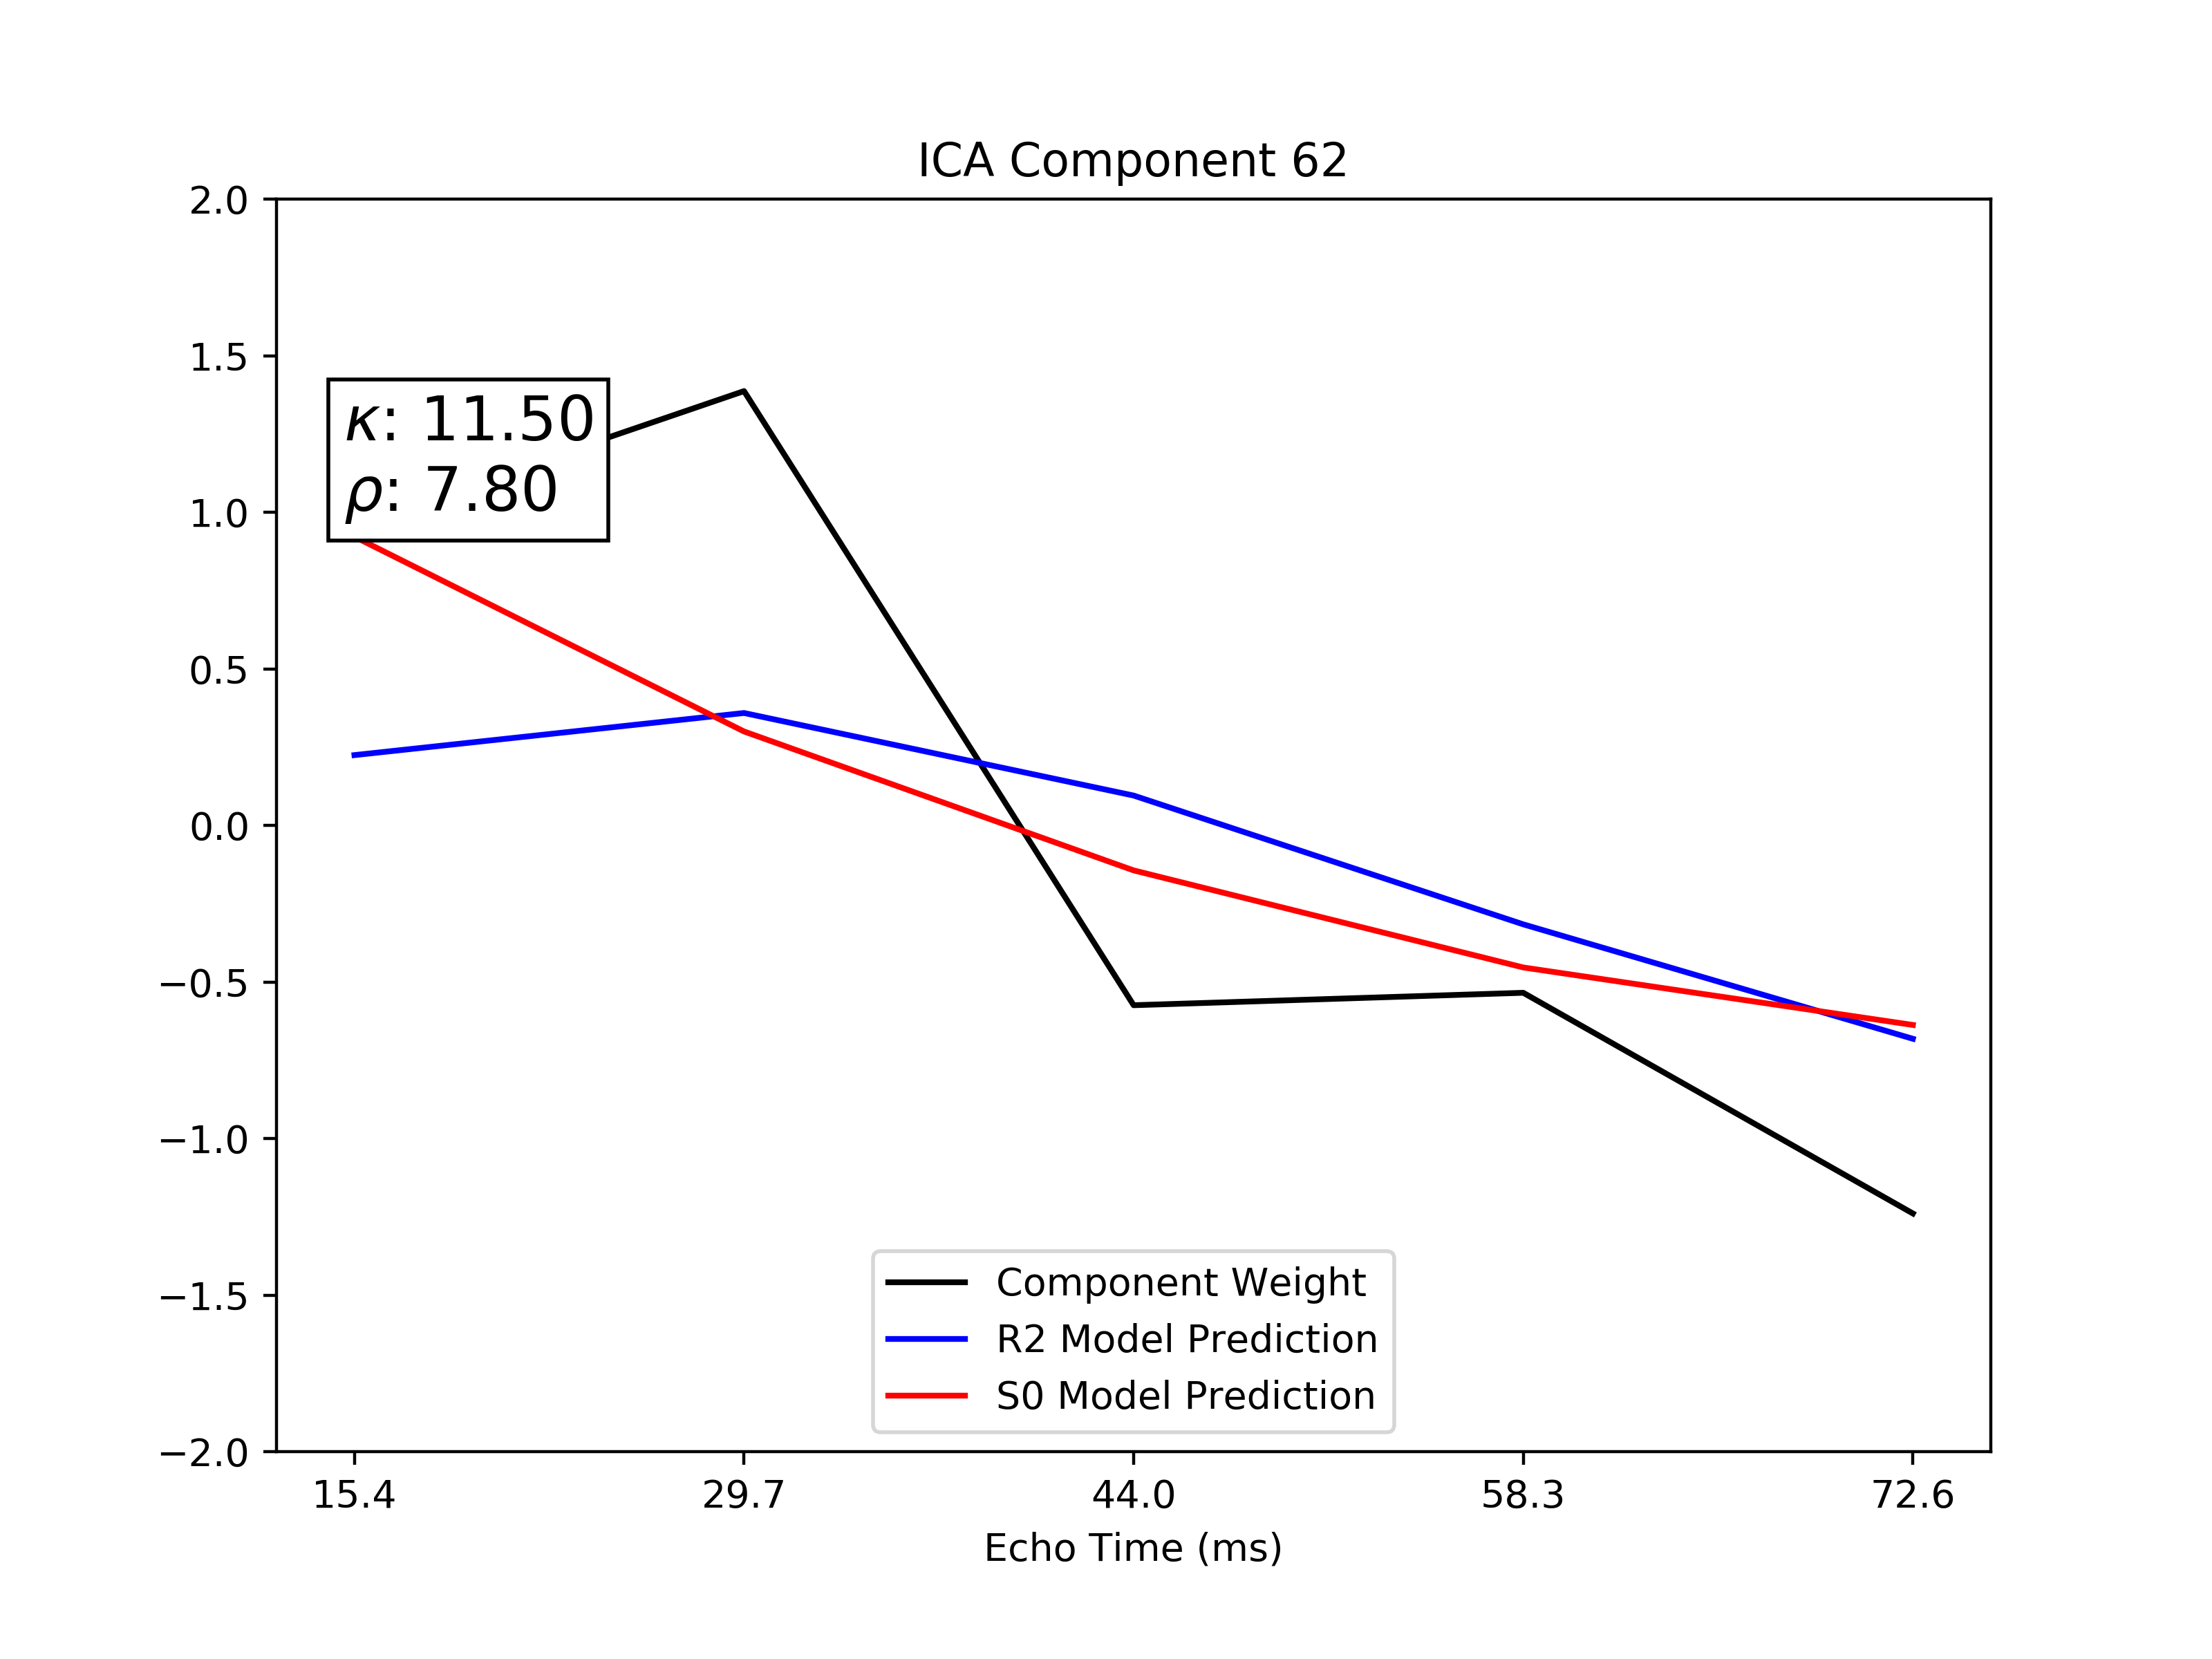 ICA Component 62
2.0
1.5
1.0
0.5
0.0
−0.5
−1.0
−1.5
−2.0
κ: 11.50
ρ: 7.80
Component Weight
R2 Model Prediction
S0 Model Prediction
15.4 29.7 44.0 58.3 72.6
Echo Time (ms)